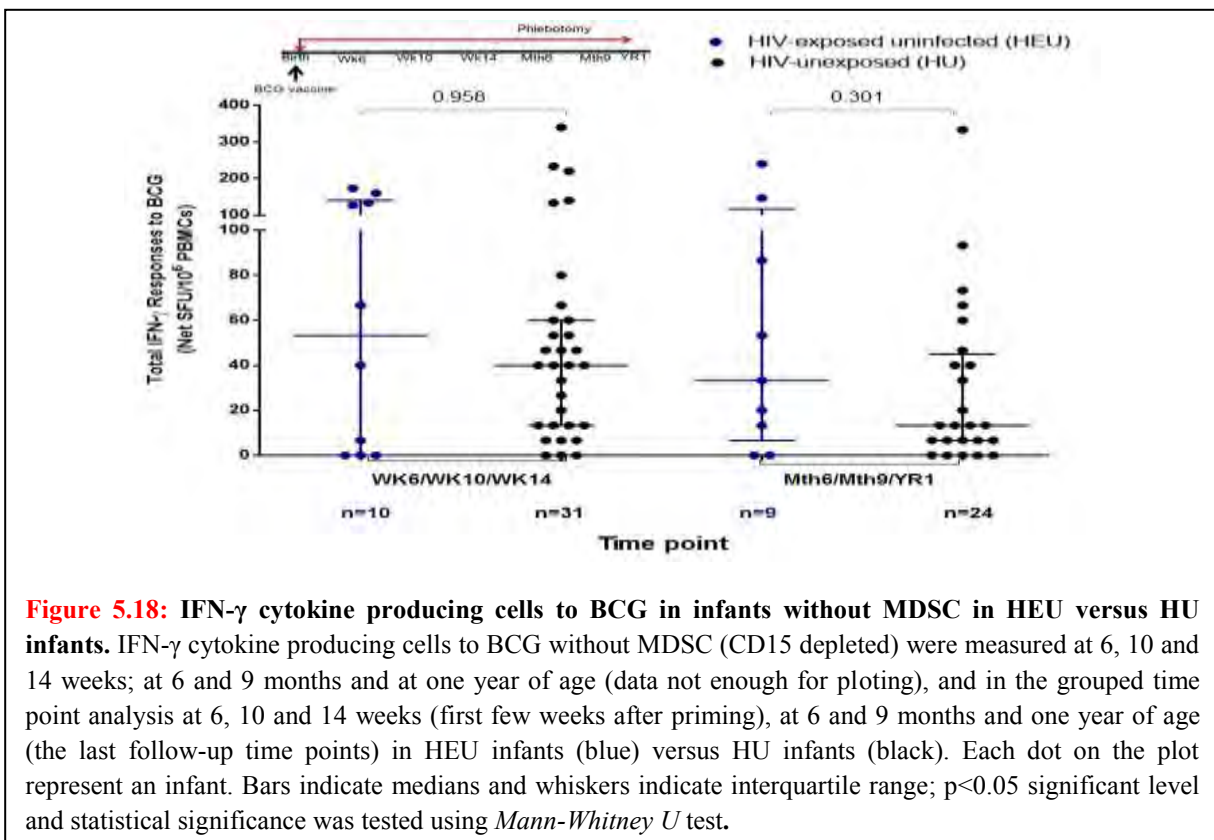 Phlebotomy
Birth Wk6 Wk10 Wk14 Mth6 Mth9 YR1
BCG vaccine
HIV-exposed uninfected (HEU)
HIV-unexposed (HU)
0.958
0.301
Total IFN-γ Responses to BCG
(Net SFU/10⁶ PBMCs)
400
300
200
100
100
80
60
40
20
0
WK6/WK10/WK14
Mth6/Mth9/YR1
n=10
n=31
n=9
n=24
Time point
Figure 5.18: IFN-γ cytokine producing cells to BCG in infants without MDSC in HEU versus HU
infants. IFN-γ cytokine producing cells to BCG without MDSC (CD15 depleted) were measured at 6, 10 and
14 weeks; at 6 and 9 months and at one year of age (data not enough for ploting), and in the grouped time
point analysis at 6, 10 and 14 weeks (first few weeks after priming), at 6 and 9 months and one year of age
(the last follow-up time points) in HEU infants (blue) versus HU infants (black). Each dot on the plot
represent an infant. Bars indicate medians and whiskers indicate interquartile range; p<0.05 significant level
and statistical significance was tested using Mann-Whitney U test.